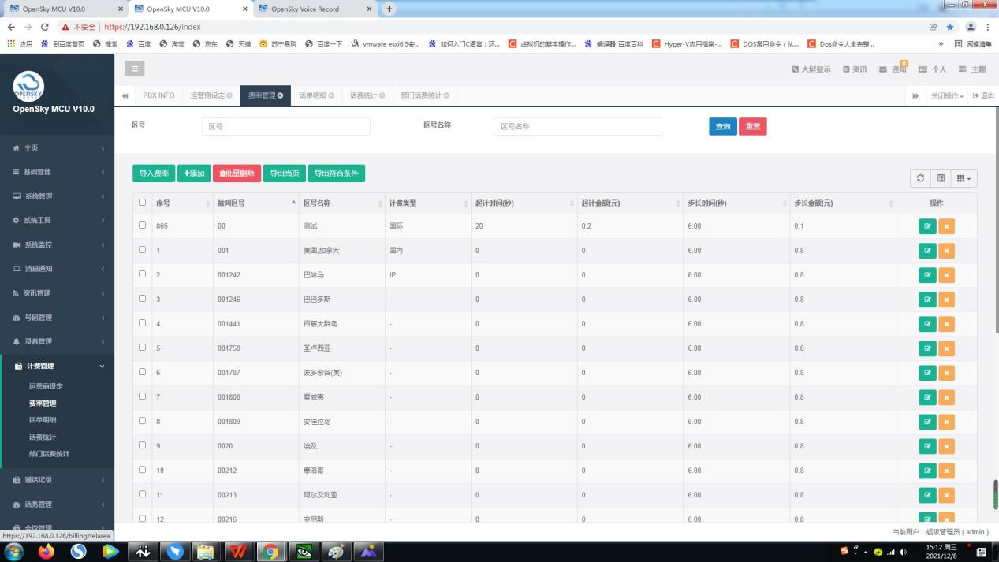 OpenSky MCU V10.0 × OpenSky MCU V10.0 × OpenSky Voice Record × +
不安全 | https://192.168.0.126/index
应用 到百度首页 搜索 百度 淘宝 京东 天猫 苏宁易购 百度一下 vmware esxi6.5安... 如何入门C语言：环... 虚拟机的基本操作... 编译器_百度百科 Hyper-V应用指南-... DOS常用命令（从... Dos命令大全完整... » 阅读清单
OPENSKY
OpenSky MCU V10.0
大屏显示 资讯 通知 0 个人 主题
PBX INFO 运营商设定 费率管理 话单明细 话费统计 部门话费统计 关闭操作 退出
区号 区号 区号名称 区号名称 查询 重置
导入费率 +添加 批量删除 导出当页 导出符合条件
序号 被叫区号 区号名称 计费类型 起计时间(秒) 起计金额(元) 步长时间(秒) 步长金额(元) 操作
865 00 测试 国际 20 0.2 6.00 0.1
1 001 美国,加拿大 国内 0 0 6.00 0.8
2 001242 巴哈马 IP 0 0 6.00 0.8
3 001246 巴巴多斯 - 0 0 6.00 0.8
4 001441 百慕大群岛 - 0 0 6.00 0.8
5 001758 圣卢西亚 - 0 0 6.00 0.8
6 001787 波多黎各(美) - 0 0 6.00 0.8
7 001808 夏威夷 - 0 0 6.00 0.8
8 001809 安圭拉岛 - 0 0 6.00 0.8
9 0020 埃及 - 0 0 6.00 0.8
10 00212 摩洛哥 - 0 0 6.00 0.8
11 00213 阿尔及利亚 - 0 0 6.00 0.8
12 00216 突尼斯 - 0 0 6.00 0.8
主页
基础管理
系统管理
系统工具
系统监控
消息通知
资讯管理
号码管理
录音管理
计费管理
运营商设定
费率管理
话单明细
话费统计
部门话费统计
通话记录
话务管理
会议管理
https://192.168.0.126/billing/telarea
当前用户：超级管理员 ( admin )
15:12 周三
2021/12/8